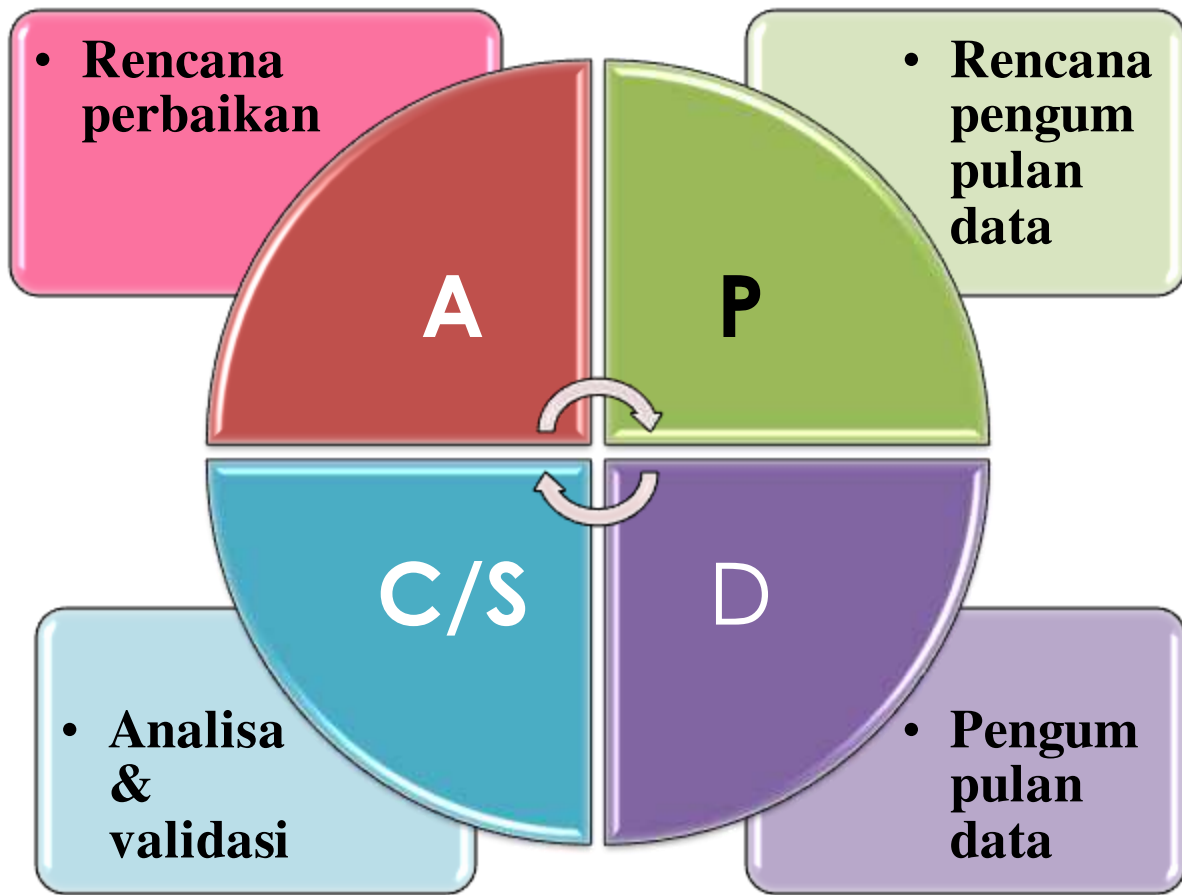 • Rencana
perbaikan
• Rencana
pengum
pulan
data
A
P
C/S
D
• Analisa
&
validasi
• Pengum
pulan
data